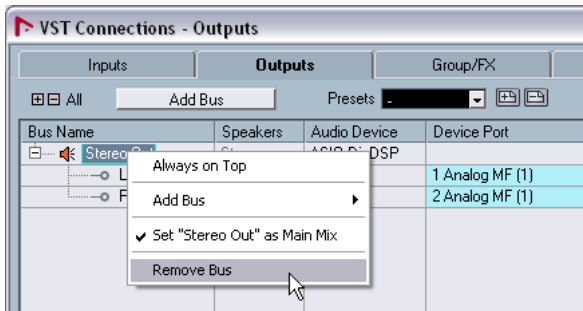 VST Connections - Outputs
Inputs Outputs Group/FX
All Add Bus Presets -
Bus Name Speakers Audio Device Device Port
Stereo Out
Always on Top
1 Analog MF (1)
Add Bus
2 Analog MF (1)
Set "Stereo Out" as Main Mix
Remove Bus